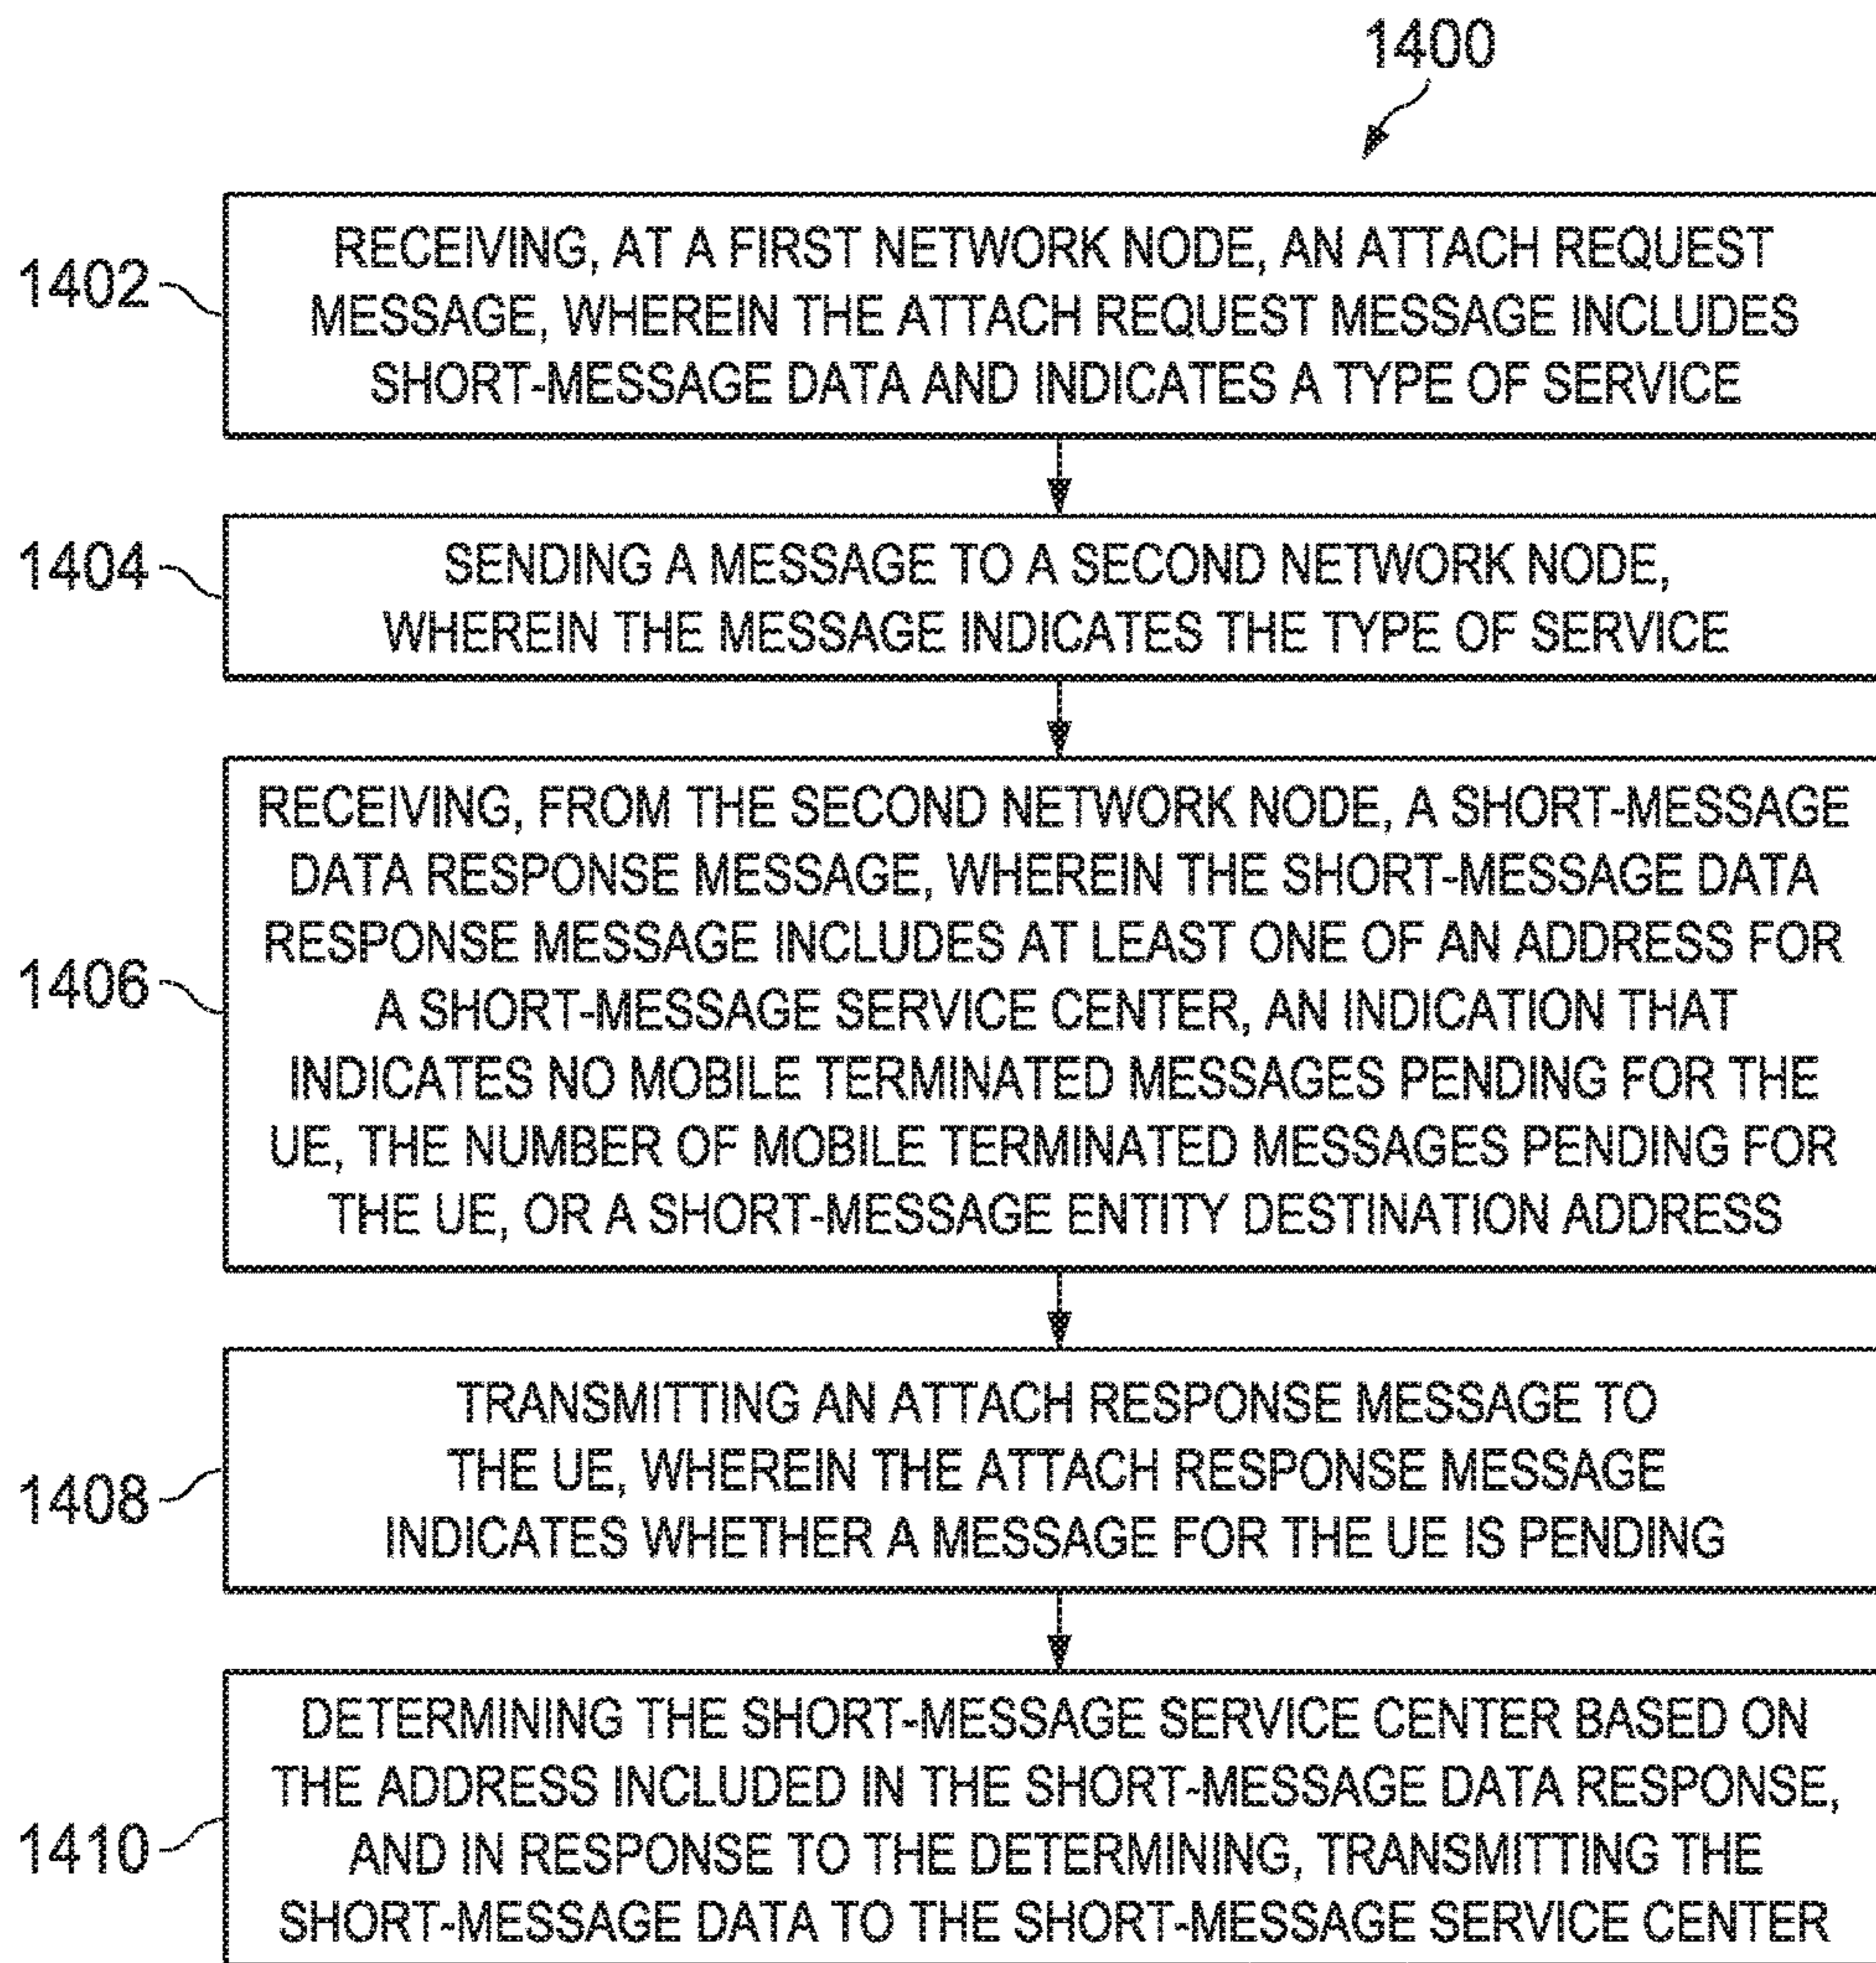 1400
1402
RECEIVING, AT A FIRST NETWORK NODE, AN ATTACH REQUEST
MESSAGE, WHEREIN THE ATTACH REQUEST MESSAGE INCLUDES
SHORT-MESSAGE DATA AND INDICATES A TYPE OF SERVICE
1404
SENDING A MESSAGE TO A SECOND NETWORK NODE,
WHEREIN THE MESSAGE INDICATES THE TYPE OF SERVICE
1406
RECEIVING, FROM THE SECOND NETWORK NODE, A SHORT-MESSAGE
DATA RESPONSE MESSAGE, WHEREIN THE SHORT-MESSAGE DATA
RESPONSE MESSAGE INCLUDES AT LEAST ONE OF AN ADDRESS FOR
A SHORT-MESSAGE SERVICE CENTER, AN INDICATION THAT
INDICATES NO MOBILE TERMINATED MESSAGES PENDING FOR THE
UE, THE NUMBER OF MOBILE TERMINATED MESSAGES PENDING FOR
THE UE, OR A SHORT-MESSAGE ENTITY DESTINATION ADDRESS
1408
TRANSMITTING AN ATTACH RESPONSE MESSAGE TO
THE UE, WHEREIN THE ATTACH RESPONSE MESSAGE
INDICATES WHETHER A MESSAGE FOR THE UE IS PENDING
1410
DETERMINING THE SHORT-MESSAGE SERVICE CENTER BASED ON
THE ADDRESS INCLUDED IN THE SHORT-MESSAGE DATA RESPONSE,
AND IN RESPONSE TO THE DETERMINING, TRANSMITTING THE
SHORT-MESSAGE DATA TO THE SHORT-MESSAGE SERVICE CENTER